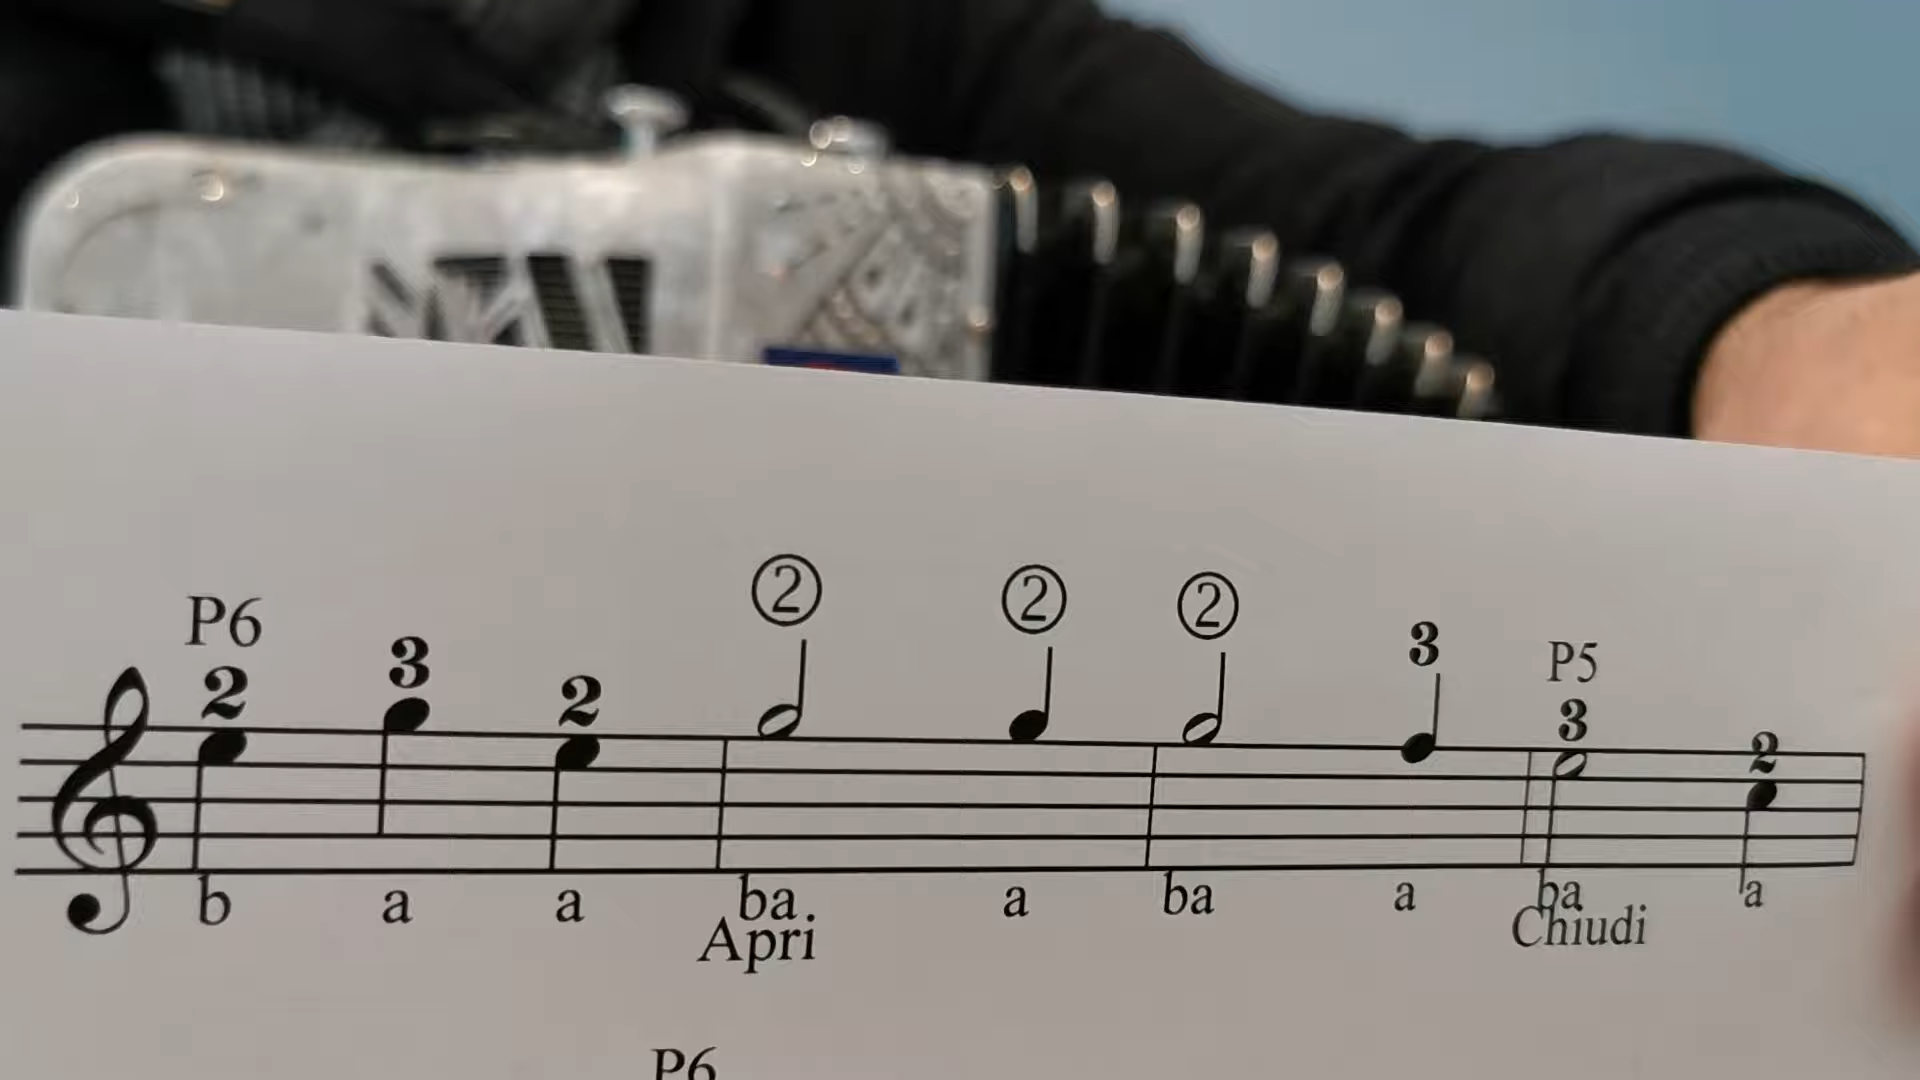 ② ② ②
P6 3 P5
2 3 2 3 2
b a a ba a ba a ba a
Apri Chiudi
P6